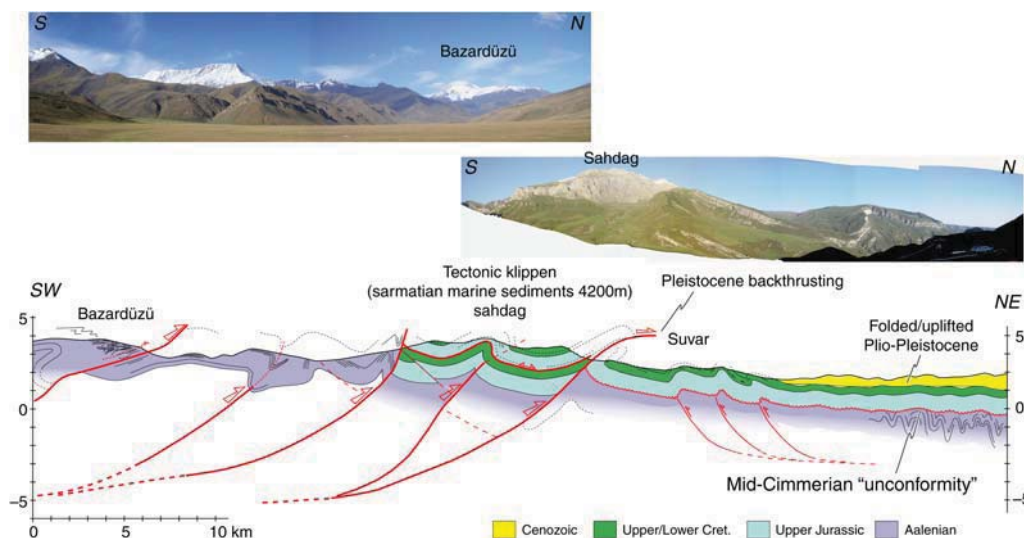 S
N
Bazardüzü
Sahdag
S
N
Tectonic klippen
(sarmatian marine sediments 4200m)
sahdag
Pleistocene backthrusting
SW
NE
Bazardüzü
Suvar
Folded/uplifted
Plio-Pleistocene
5
5
0
0
−5
−5
Mid-Cimmerian “unconformity”
0
5
10 km
Cenozoic
Upper/Lower Cret.
Upper Jurassic
Aalenian